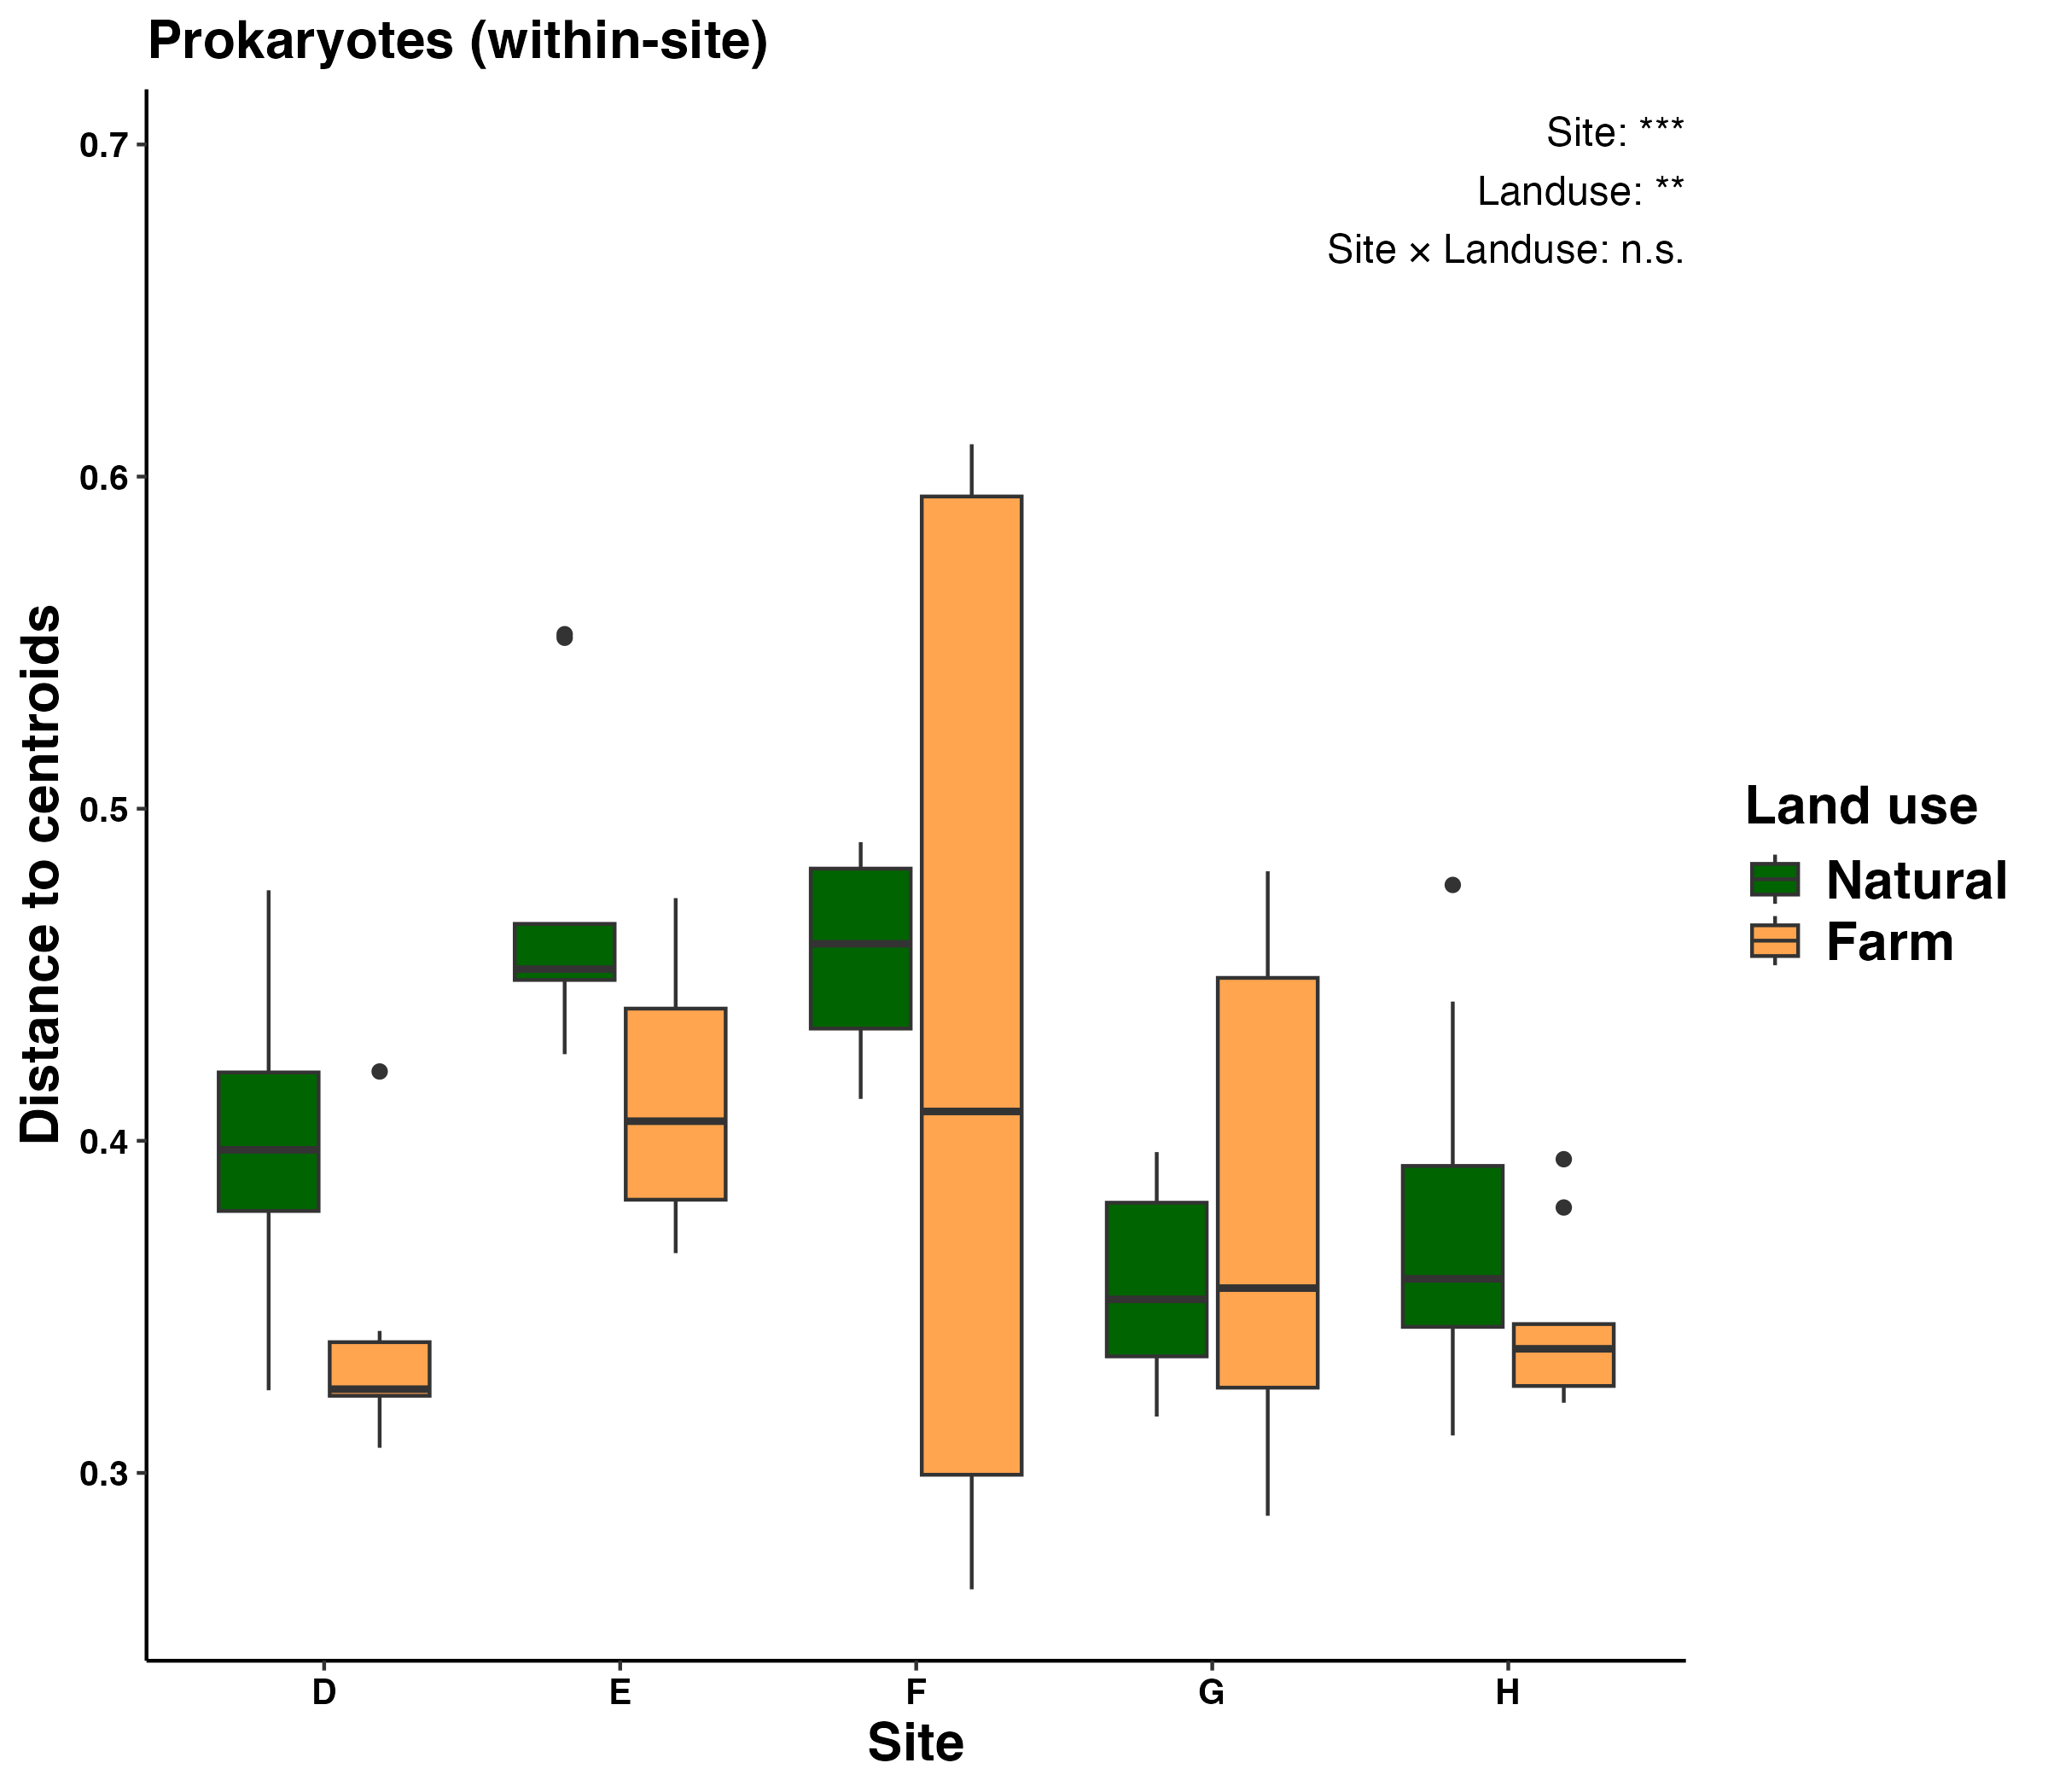 Prokaryotes (within-site)
Site: ***
Landuse: **
Site × Landuse: n.s.
Distance to centroids
0.7
0.6
0.5
0.4
0.3
D E F G H
Site
Land use
Natural
Farm